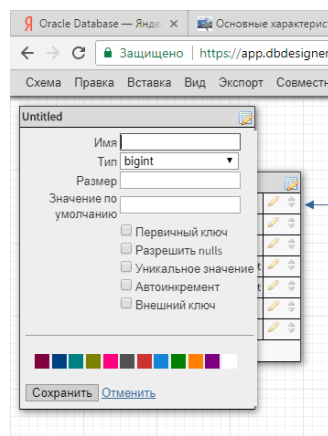 Oracle Database — Янде
Основные характерис
Защищено https://app.dbdesigner
Схема Правка Вставка Вид Экспорт Совместн
Untitled
Имя
Тип bigint
Размер
Значение по
умолчанию
Первичный ключ
Разрешить nulls
Уникальное значение t
Автоинкремент t
Внешний ключ
Сохранить Отменить